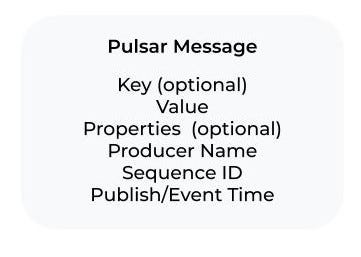 Pulsar Message
Key (optional)
Value
Properties (optional)
Producer Name
Sequence ID
Publish/Event Time